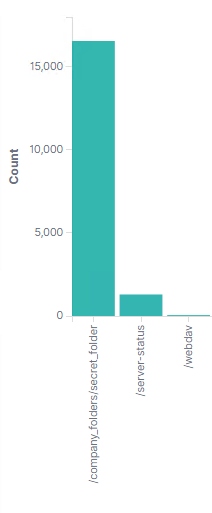 15,000
10,000
5,000
0
Count
/company_folders/secret_folder
/server-status
/webdav